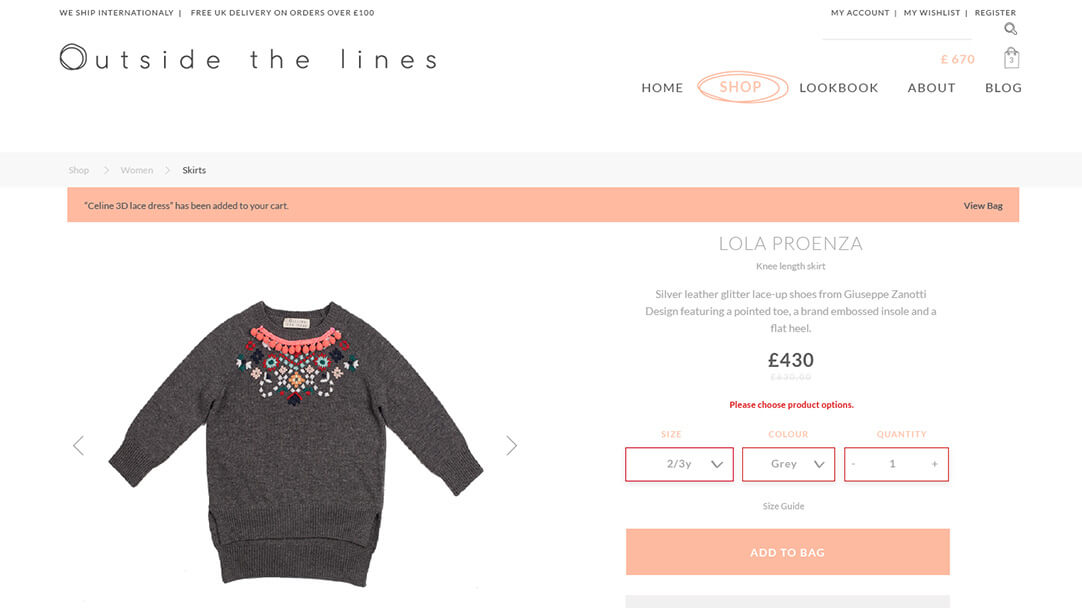 WE SHIP INTERNATIONALY | FREE UK DELIVERY ON ORDERS OVER £100
MY ACCOUNT | MY WISHLIST | REGISTER
Outside the lines
£ 670
3
HOME SHOP LOOKBOOK ABOUT BLOG
Shop > Women > Skirts
“Celine 3D lace dress” has been added to your cart.
View Bag
LOLA PROENZA
Knee length skirt
Silver leather glitter lace-up shoes from Giuseppe Zanotti
Design featuring a pointed toe, a brand embossed insole and a
flat heel.
£430
£430.00
Please choose product options.
SIZE COLOUR QUANTITY
2/3y Grey - 1 +
Size Guide
ADD TO BAG